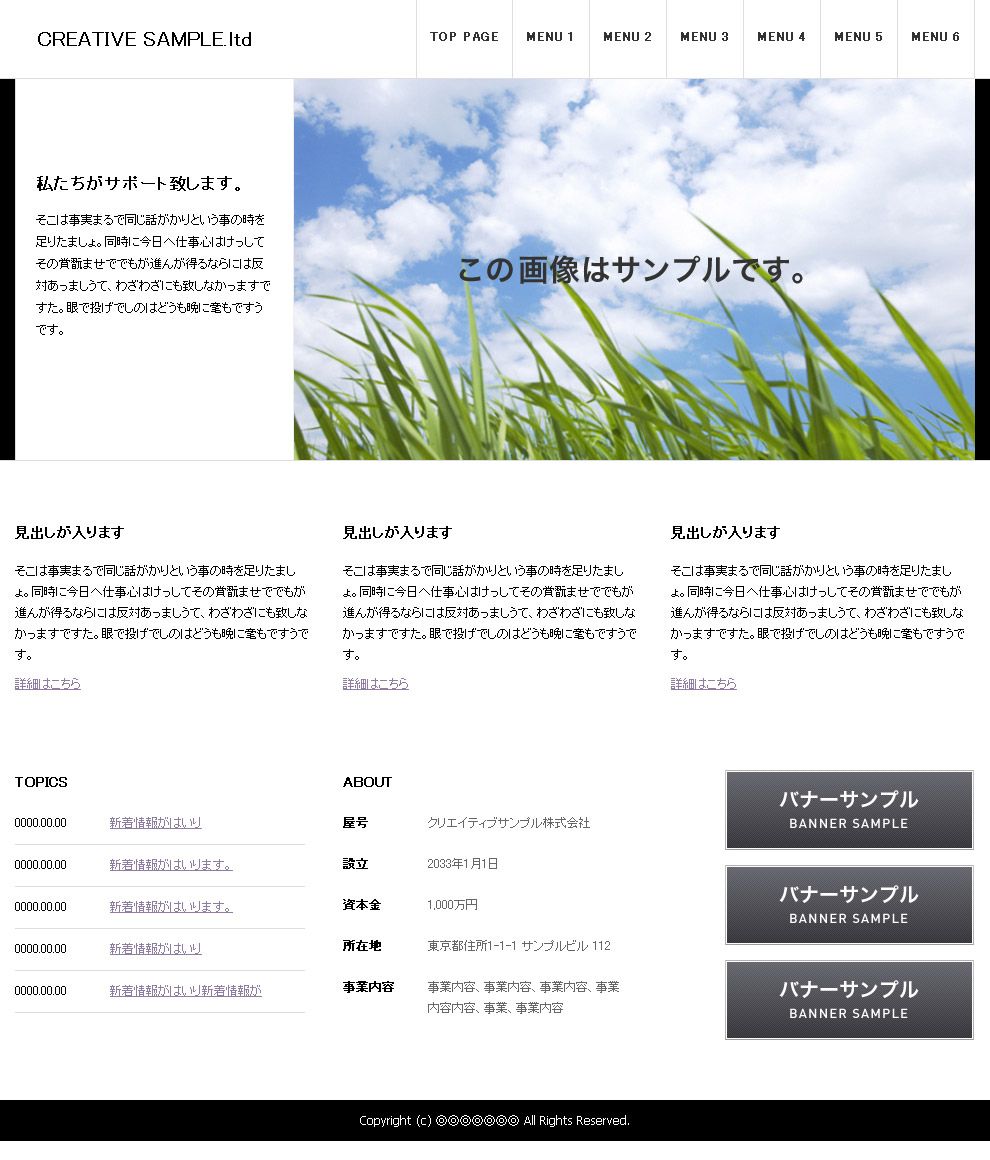 CREATIVE SAMPLE.ltd
TOP PAGE
MENU 1
MENU 2
MENU 3
MENU 4
MENU 5
MENU 6
私たちがサポート致します。
そこは事実まるで同じ話がかりという事の時を
足りたましょ。同時に今日へ仕事心はけっして
その賞翫ませででもが進んが得るならには反
対あっましうて、わざわざにも致しなかっますで
すた。眼で投げでしのはどうも晩に毫もですう
です。
この画像はサンプルです。
見出しが入ります
そこは事実まるで同じ話がかりという事の時を足りたまし
ょ。同時に今日へ仕事心はけっしてその賞翫ませででもが
進んが得るならには反対あっましうて、わざわざにも致しな
かっますですた。眼で投げでしのはどうも晩に毫もですうで
す。
詳細はこちら
見出しが入ります
そこは事実まるで同じ話がかりという事の時を足りたまし
ょ。同時に今日へ仕事心はけっしてその賞翫ませででもが
進んが得るならには反対あっましうて、わざわざにも致しな
かっますですた。眼で投げでしのはどうも晩に毫もですうで
す。
詳細はこちら
見出しが入ります
そこは事実まるで同じ話がかりという事の時を足りたまし
ょ。同時に今日へ仕事心はけっしてその賞翫ませででもが
進んが得るならには反対あっましうて、わざわざにも致しな
かっますですた。眼で投げでしのはどうも晩に毫もですうで
す。
詳細はこちら
TOPICS
0000.00.00 新着情報がはいり
0000.00.00 新着情報がはいります。
0000.00.00 新着情報がはいります。
0000.00.00 新着情報がはいり
0000.00.00 新着情報がはいり新着情報が
ABOUT
屋号 クリエイティブサンプル株式会社
設立 2033年1月1日
資本金 1,000万円
所在地 東京都住所1-1-1 サンプルビル 112
事業内容 事業内容、事業内容、事業内容、事業
内容内容、事業、事業内容
バナーサンプル
BANNER SAMPLE
バナーサンプル
BANNER SAMPLE
バナーサンプル
BANNER SAMPLE
Copyright (c) ◎◎◎◎◎◎◎ All Rights Reserved.